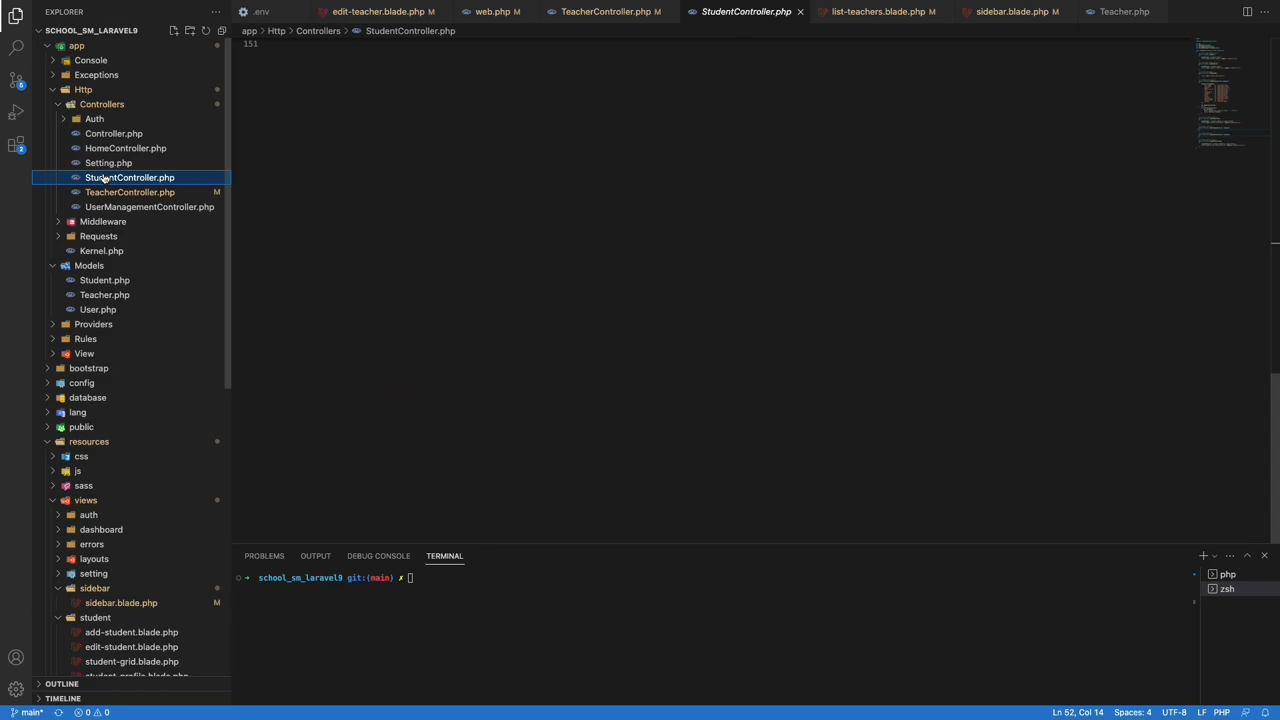 EXPLORER
.env
edit-teacher.blade.php M
web.php M
TeacherController.php M
StudentController.php
list-teachers.blade.php M
sidebar.blade.php M
Teacher.php
SCHOOL_SM_LARAVEL9
app > Http > Controllers > StudentController.php
151
app
Console
Exceptions
Http
Controllers
Auth
Controller.php
HomeController.php
Setting.php
StudentController.php
TeacherController.php M
UserManagementController.php
Middleware
Requests
Kernel.php
Models
Student.php
Teacher.php
User.php
Providers
Rules
View
bootstrap
config
database
lang
public
resources
css
js
sass
views
auth
dashboard
errors
layouts
setting
sidebar
sidebar.blade.php M
student
add-student.blade.php
edit-student.blade.php
student-grid.blade.php
student-profile.blade.php
OUTLINE
TIMELINE
PROBLEMS OUTPUT DEBUG CONSOLE TERMINAL
school_sm_laravel9 git:(main) ✗
php
zsh
6
2
main* 0 0
Ln 52, Col 14 Spaces: 4 UTF-8 LF PHP